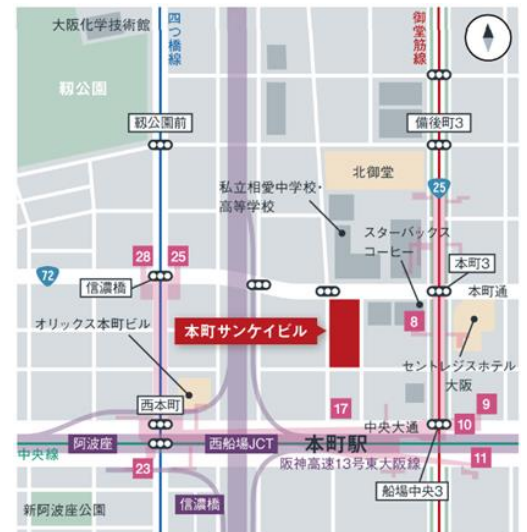 大阪化学技術館
四つ橋線
御堂筋線
靱公園
靱公園前
備後町3
北御堂
25
私立相愛中学校・
高等学校
スターバックス
コーヒー
28
25
72
信濃橋
本町3
本町通
オリックス本町ビル
本町サンケイビル
8
セントレジスホテル
大阪
西本町
17
9
中央大通
10
阿波座
西船場JCT
本町駅
中央線
阪神高速13号東大阪線
11
23
船場中央3
信濃橋
新阿波座公園